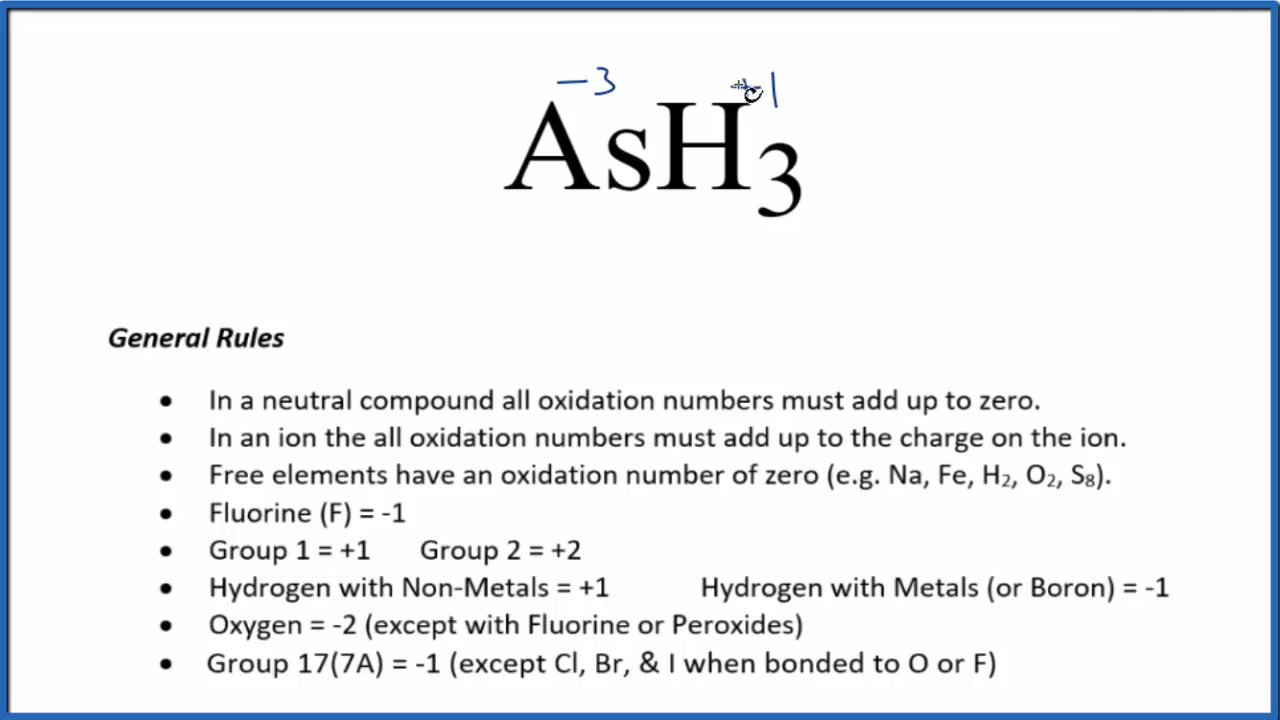 -3 +1
AsH₃
General Rules
• In a neutral compound all oxidation numbers must add up to zero.
• In an ion the all oxidation numbers must add up to the charge on the ion.
• Free elements have an oxidation number of zero (e.g. Na, Fe, H₂, O₂, S₈).
• Fluorine (F) = -1
• Group 1 = +1 Group 2 = +2
• Hydrogen with Non-Metals = +1 Hydrogen with Metals (or Boron) = -1
• Oxygen = -2 (except with Fluorine or Peroxides)
• Group 17(7A) = -1 (except Cl, Br, & I when bonded to O or F)